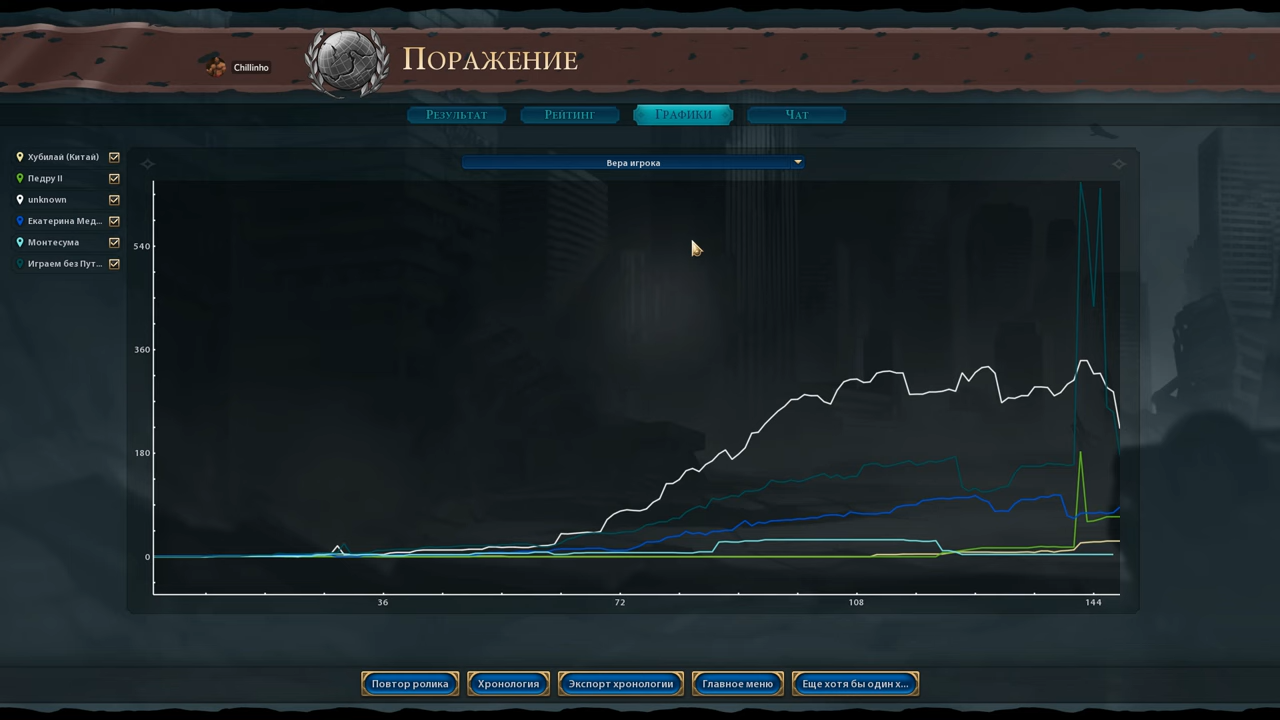 Chillinho
Поражение
Результат
Рейтинг
Графики
Чат
Вера игрока
Хубилай (Китай)
Педру II
unknown
Екатерина Мед...
Монтесума
Играем без Пут...
540
360
180
0
36
72
108
144
Повтор ролика
Хронология
Экспорт хронологии
Главное меню
Еще хотя бы один х...